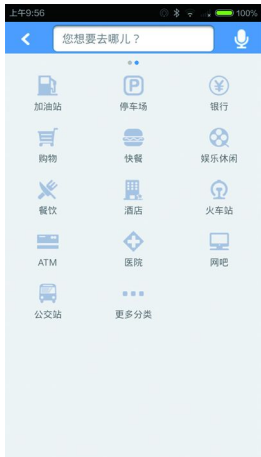 上午9:56
100%
您想要去哪儿？
加油站
停车场
银行
购物
快餐
娱乐休闲
餐饮
酒店
火车站
ATM
医院
网吧
公交站
更多分类